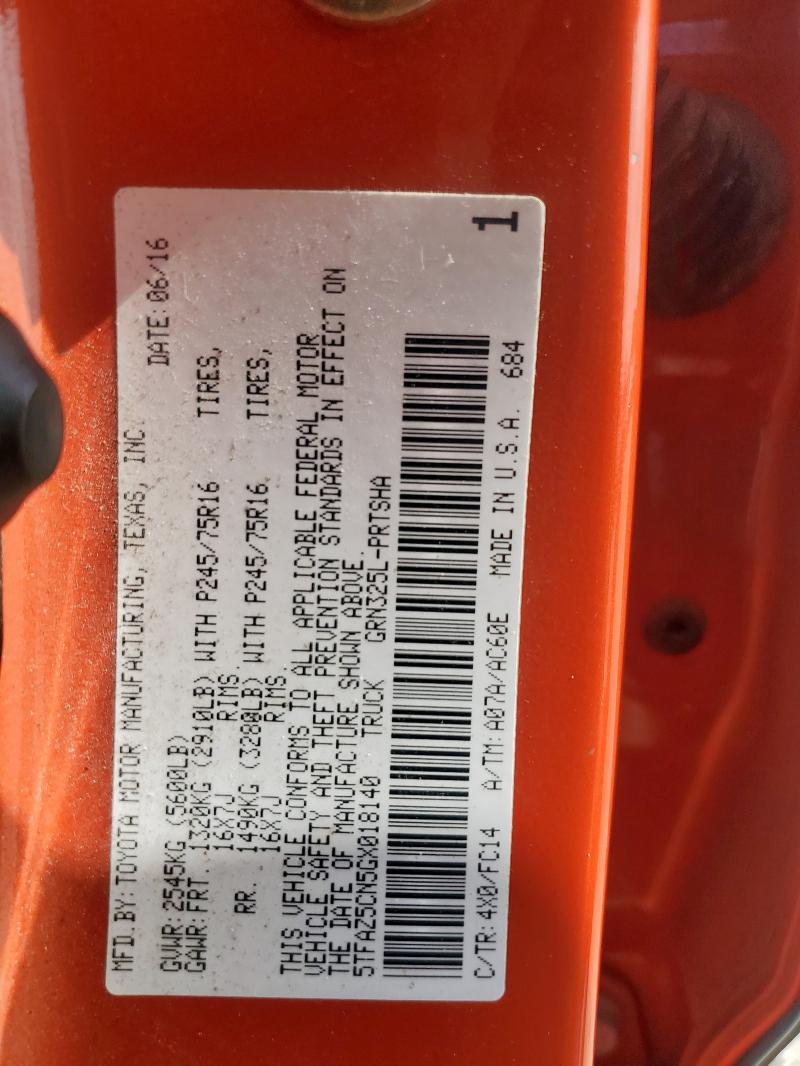 MFD.BY:TOYOTA MOTOR MANUFACTURING, TEXAS, INC.
DATE:06/16
GVWR:2545KG (5600LB)
GAWR:FRT. 1320KG (2910LB) WITH P245/75R16 TIRES,
16X7J RIMS.
RR. 1490KG (3280LB) WITH P245/75R16 TIRES,
16X7J RIMS.
THIS VEHICLE CONFORMS TO ALL APPLICABLE FEDERAL MOTOR
VEHICLE SAFETY AND THEFT PREVENTION STANDARDS IN EFFECT ON
THE DATE OF MANUFACTURE SHOWN ABOVE.
5TFAZ5CN5GX018140 TRUCK GRN325L-PRTSHA
C/TR:4X0/FC14 A/TM:A07A/AC60E MADE IN U.S.A. 684
1